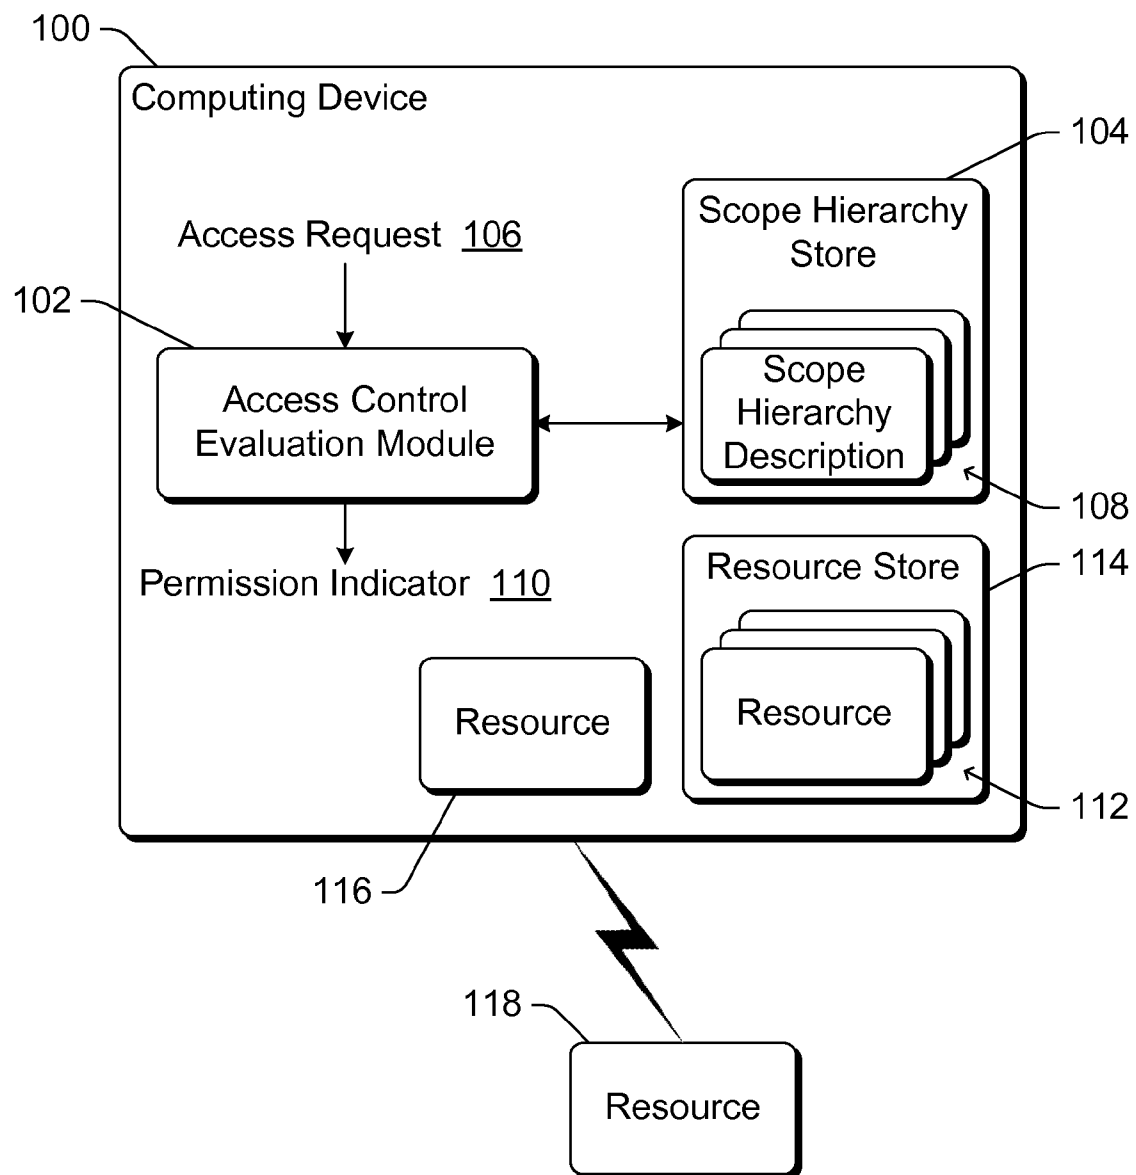 100
Computing Device
104
Scope Hierarchy
Store
Access Request 106
102
Scope
Hierarchy
Description
Access Control
Evaluation Module
108
Permission Indicator 110
Resource Store
114
Resource
Resource
112
116
118
Resource